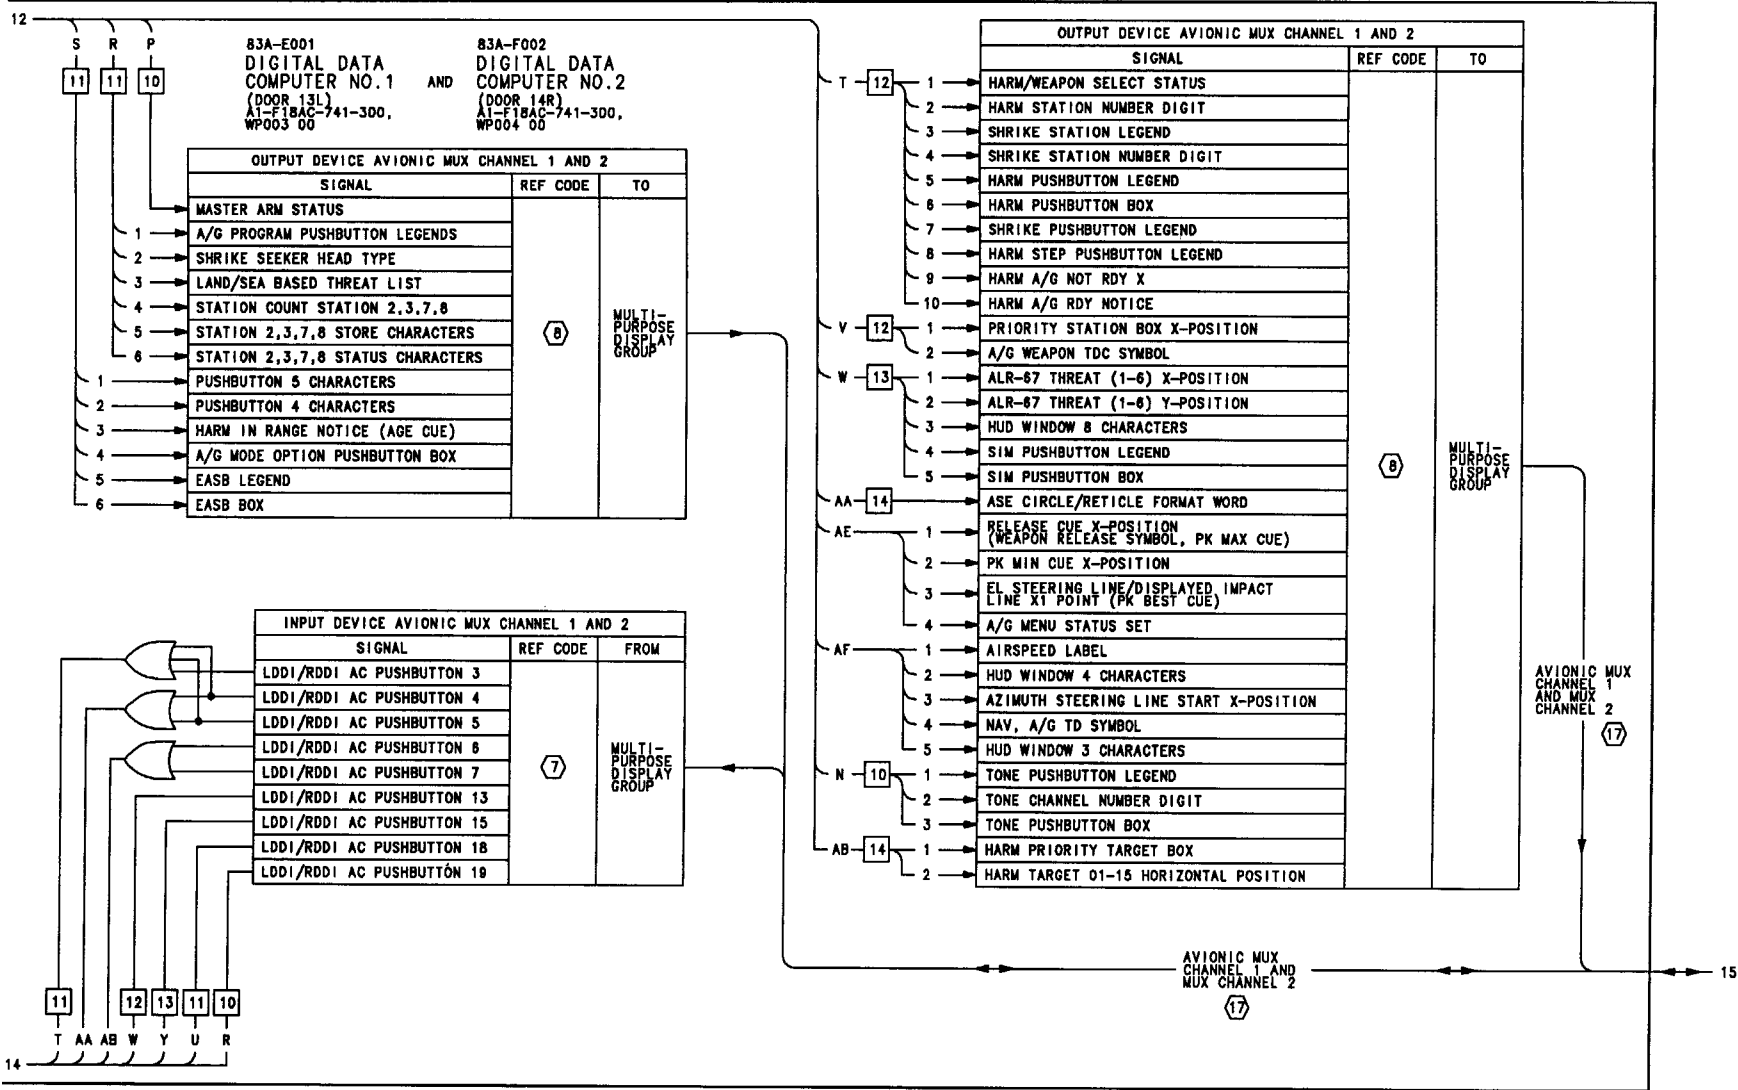 12
S R P
11 11 10
83A-E001
DIGITAL DATA
COMPUTER NO.1
(DOOR 13L)
A1-F18AC-741-300,
WP003 00
AND
83A-F002
DIGITAL DATA
COMPUTER NO.2
(DOOR 14R)
A1-F18AC-741-300,
WP004 00
OUTPUT DEVICE AVIONIC MUX CHANNEL 1 AND 2
SIGNAL REF CODE TO
MASTER ARM STATUS
1 A/G PROGRAM PUSHBUTTON LEGENDS
2 SHRIKE SEEKER HEAD TYPE
3 LAND/SEA BASED THREAT LIST
4 STATION COUNT STATION 2,3,7,8
5 STATION 2,3,7,8 STORE CHARACTERS
6 STATION 2,3,7,8 STATUS CHARACTERS
1 PUSHBUTTON 5 CHARACTERS
2 PUSHBUTTON 4 CHARACTERS
3 HARM IN RANGE NOTICE (AGE CUE)
4 A/G MODE OPTION PUSHBUTTON BOX
5 EASB LEGEND
6 EASB BOX
8
MULTI-
PURPOSE
DISPLAY
GROUP
INPUT DEVICE AVIONIC MUX CHANNEL 1 AND 2
SIGNAL REF CODE FROM
LDDI/RDDI AC PUSHBUTTON 3
LDDI/RDDI AC PUSHBUTTON 4
LDDI/RDDI AC PUSHBUTTON 5
LDDI/RDDI AC PUSHBUTTON 6
LDDI/RDDI AC PUSHBUTTON 7
LDDI/RDDI AC PUSHBUTTON 13
LDDI/RDDI AC PUSHBUTTON 15
LDDI/RDDI AC PUSHBUTTON 18
LDDI/RDDI AC PUSHBUTTON 19
7
MULTI-
PURPOSE
DISPLAY
GROUP
11 12 13 11 10
T AA AB W Y U R
14
OUTPUT DEVICE AVIONIC MUX CHANNEL 1 AND 2
SIGNAL REF CODE TO
T 12 1 HARM/WEAPON SELECT STATUS
2 HARM STATION NUMBER DIGIT
3 SHRIKE STATION LEGEND
4 SHRIKE STATION NUMBER DIGIT
5 HARM PUSHBUTTON LEGEND
6 HARM PUSHBUTTON BOX
7 SHRIKE PUSHBUTTON LEGEND
8 HARM STEP PUSHBUTTON LEGEND
9 HARM A/G NOT RDY X
10 HARM A/G RDY NOTICE
V 12 1 PRIORITY STATION BOX X-POSITION
2 A/G WEAPON TDC SYMBOL
W 13 1 ALR-67 THREAT (1-6) X-POSITION
2 ALR-67 THREAT (1-6) Y-POSITION
3 HUD WINDOW 8 CHARACTERS
4 SIM PUSHBUTTON LEGEND
5 SIM PUSHBUTTON BOX
AA 14 ASE CIRCLE/RETICLE FORMAT WORD
AE 1 RELEASE CUE X-POSITION
(WEAPON RELEASE SYMBOL, PK MAX CUE)
2 PK MIN CUE X-POSITION
3 EL STEERING LINE/DISPLAYED IMPACT
LINE X1 POINT (PK BEST CUE)
4 A/G MENU STATUS SET
AF 1 AIRSPEED LABEL
2 HUD WINDOW 4 CHARACTERS
3 AZIMUTH STEERING LINE START X-POSITION
4 NAV, A/G TD SYMBOL
5 HUD WINDOW 3 CHARACTERS
N 10 1 TONE PUSHBUTTON LEGEND
2 TONE CHANNEL NUMBER DIGIT
3 TONE PUSHBUTTON BOX
AB 14 1 HARM PRIORITY TARGET BOX
2 HARM TARGET 01-15 HORIZONTAL POSITION
8
MULTI-
PURPOSE
DISPLAY
GROUP
AVIONIC MUX
CHANNEL 1
AND MUX
CHANNEL 2
17
AVIONIC MUX
CHANNEL 1 AND
MUX CHANNEL 2
17
15